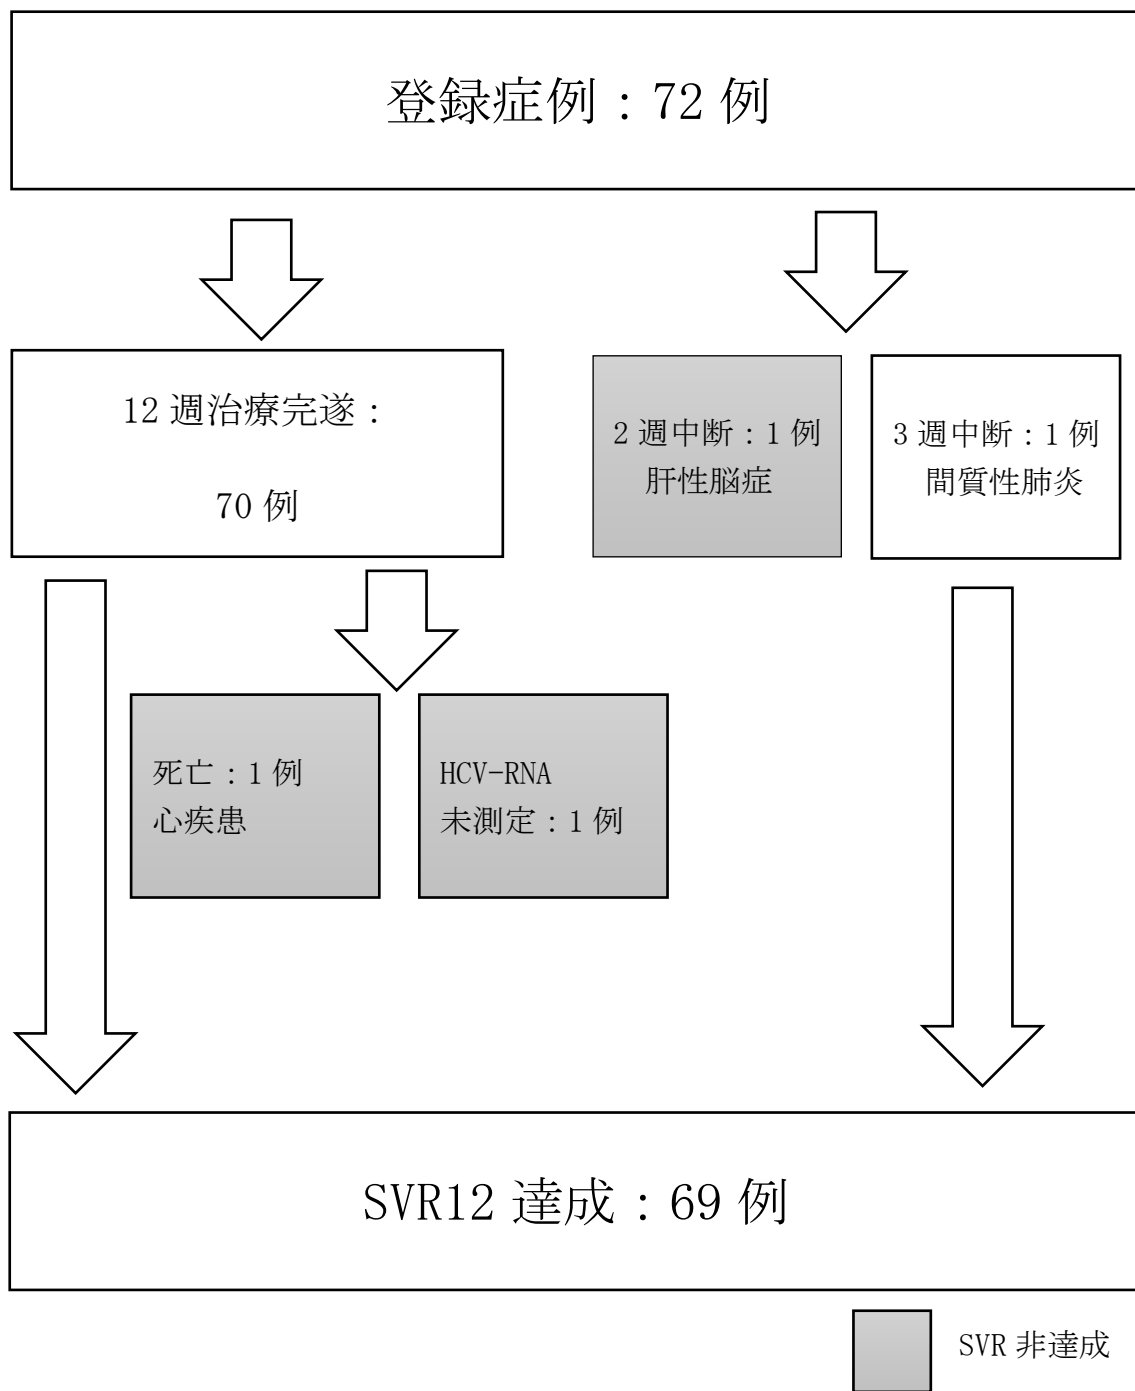 登録症例：72 例
12 週治療完遂：
70 例
2 週中断：1 例
肝性脳症
3 週中断：1 例
間質性肺炎
死亡：1 例
心疾患
HCV-RNA
未測定：1 例
SVR12 達成：69 例
SVR 非達成